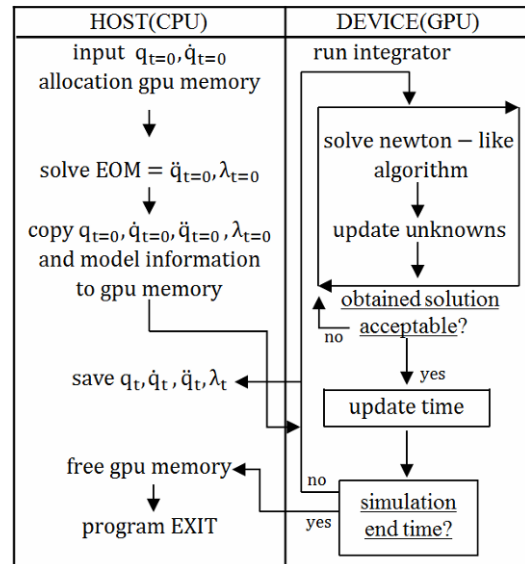 HOST(CPU)
input q_{t=0}, q̇_{t=0}
allocation gpu memory
solve EOM = q̈_{t=0}, λ_{t=0}
copy q_{t=0}, q̇_{t=0}, q̈_{t=0}, λ_{t=0}
and model information
to gpu memory
save q_t, q̇_t, q̈_t, λ_t
free gpu memory
program EXIT
DEVICE(GPU)
run integrator
solve newton – like
algorithm
update unknowns
obtained solution
acceptable?
no
yes
update time
no
yes
simulation
end time?